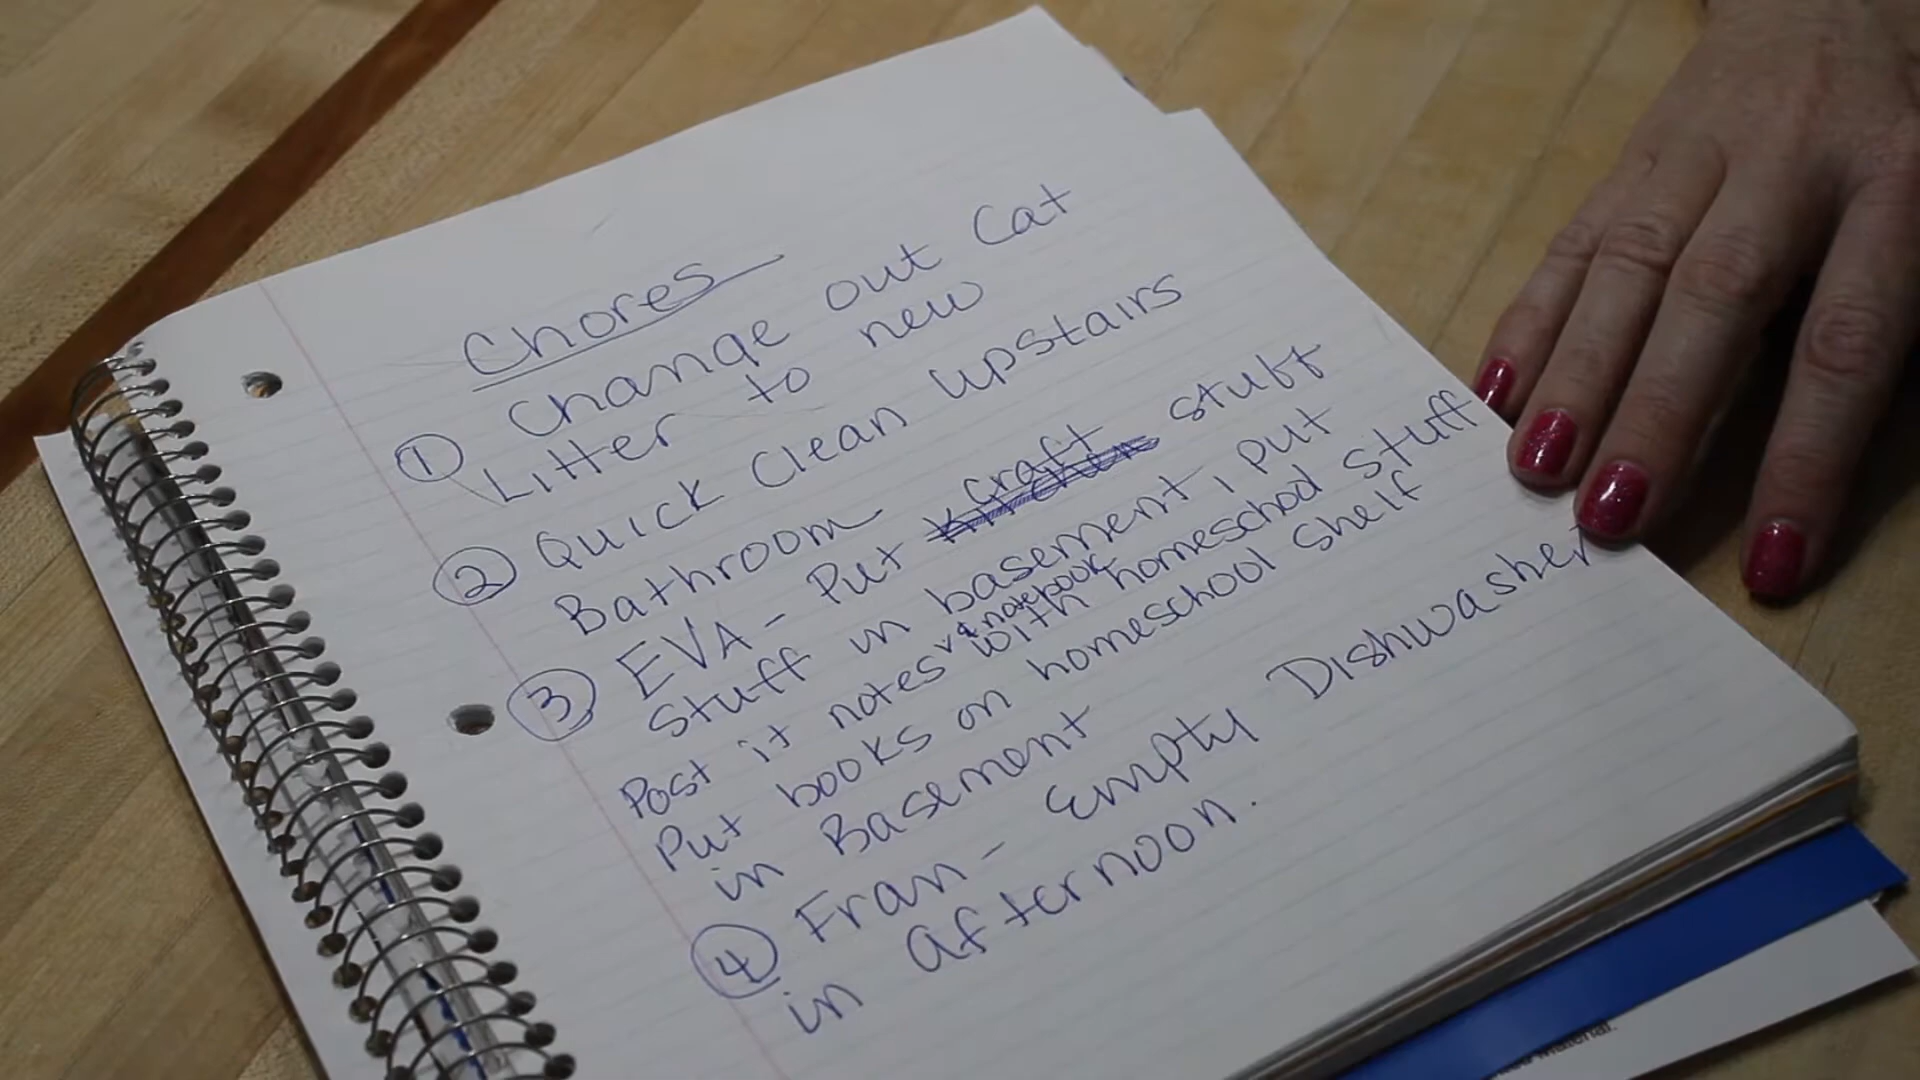 Chores
① Change out Cat
Litter to new
② Quick Clean upstairs
Bathroom
③ EVA - Put craft stuff
Stuff in basement, put
Post it notes & notebook with homeschool stuff
Put books on homeschool shelf
in Basement
④ Fran - Empty Dishwasher
in afternoon.